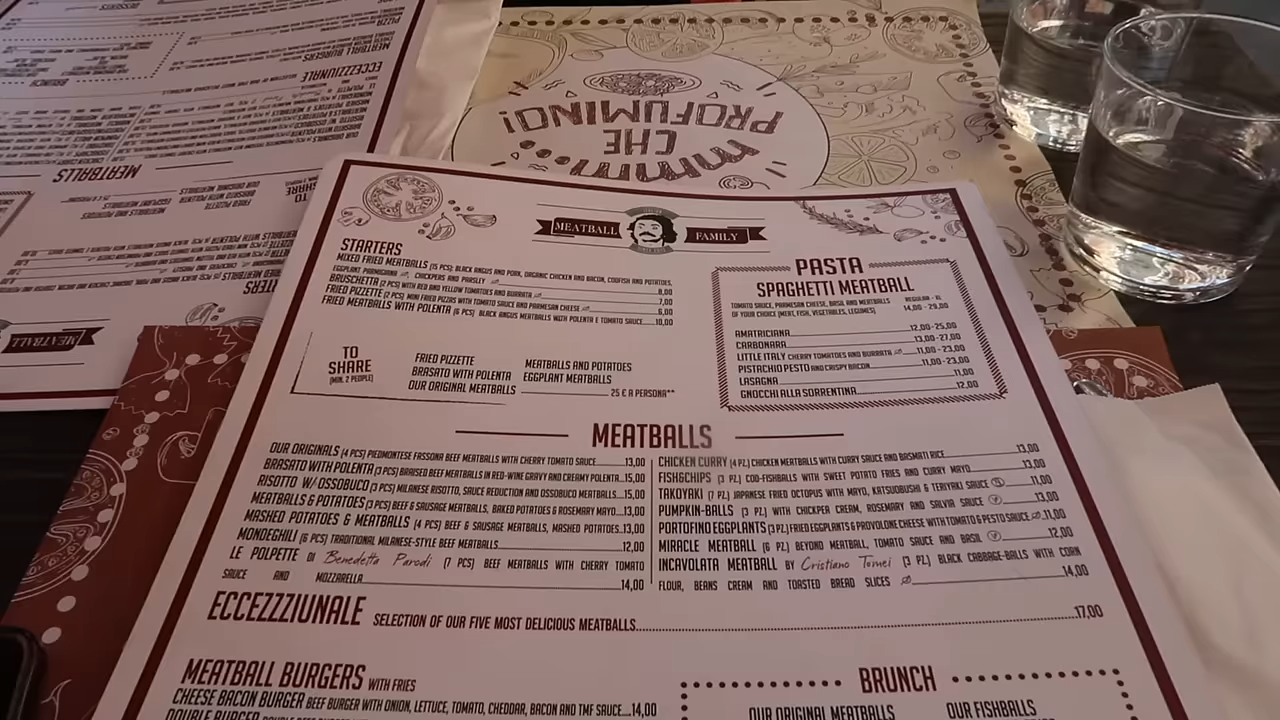 MMM
CHE
PROFUMINO!
MEATBALL FAMILY
STARTERS
MIXED FRIED MEATBALLS (15 PCS): BLACK ANGUS AND PORK, ORGANIC CHICKEN AND BACON, CODFISH AND POTATOES,
EGGPLANT PARMIGIANA, CHICKPEAS AND PARSLEY 8,00
BRUSCHETTA (2 PCS) WITH RED AND YELLOW TOMATOES AND BURRATA 7,00
FRIED PIZZETTE (2 PCS) MINI FRIED PIZZAS WITH TOMATO SAUCE AND PARMESAN CHEESE 6,00
FRIED MEATBALLS WITH POLENTA (6 PCS) BLACK ANGUS MEATBALLS WITH POLENTA E TOMATO SAUCE 10,00
TO
SHARE
(MIN. 2 PEOPLE)
FRIED PIZZETTE
BRASATO WITH POLENTA
OUR ORIGINAL MEATBALLS
MEATBALLS AND POTATOES
EGGPLANT MEATBALLS
25 € A PERSONA**
PASTA
SPAGHETTI MEATBALL
TOMATO SAUCE, PARMESAN CHEESE, BASIL AND MEATBALLS
OF YOUR CHOICE (MEAT, FISH, VEGETABLES, LEGUMES)
REGULAR - XL
14,00 - 29,00
AMATRICIANA 12,00-25,00
CARBONARA 13,00-27,00
LITTLE ITALY CHERRY TOMATOES AND BURRATA 11,00-23,00
PISTACHIO PESTO AND CRISPY BACON 11,00-23,00
LASAGNA 11,00
GNOCCHI ALLA SORRENTINA 12,00
MEATBALLS
OUR ORIGINALS (4 PCS) PIEDMONTESE FASSONA BEEF MEATBALLS WITH CHERRY TOMATO SAUCE 13,00
BRASATO WITH POLENTA (3 PCS) BRAISED BEEF MEATBALLS IN RED-WINE GRAVY AND CREAMY POLENTA 15,00
RISOTTO W/ OSSOBUCO (3 PCS) MILANESE RISOTTO, SAUCE REDUCTION AND OSSOBUCO MEATBALLS 15,00
MEATBALLS & POTATOES (3 PCS) BEEF & SAUSAGE MEATBALLS, BAKED POTATOES & ROSEMARY MAYO 13,00
MASHED POTATOES & MEATBALLS (4 PCS) BEEF & SAUSAGE MEATBALLS, MASHED POTATOES 13,00
MONDEGHILI (6 PCS) TRADITIONAL MILANESE-STYLE BEEF MEATBALLS 12,00
LE POLPETTE DI Benedetta Parodi (7 PCS) BEEF MEATBALLS WITH CHERRY TOMATO
SAUCE AND MOZZARELLA 14,00
CHICKEN CURRY (4 PZ.) CHICKEN MEATBALLS WITH CURRY SAUCE AND BASMATI RICE 13,00
FISH&CHIPS (3 PZ.) COD-FISHBALLS WITH SWEET POTATO FRIES AND CURRY MAYO 13,00
TAKOYAKI (7 PZ.) JAPANESE FRIED OCTOPUS WITH MAYO, KATSUOBUSHI & TERIYAKI SAUCE 11,00
PUMPKIN-BALLS (3 PZ.) WITH CHICKPEA CREAM, ROSEMARY AND SALVIA SAUCE 13,00
PORTOFINO EGGPLANTS (3 PZ.) FRIED EGGPLANTS & PROVOLONE CHEESE WITH TOMATO & PESTO SAUCE 11,00
MIRACLE MEATBALL (6 PZ.) BEYOND MEATBALL, TOMATO SAUCE AND BASIL 12,00
INCAVOLATA MEATBALL BY Cristiano Tomei (3 PZ.) BLACK CABBAGE-BALLS WITH CORN
FLOUR, BEANS CREAM AND TOASTED BREAD SLICES 14,00
ECCEZZZIUNALE SELECTION OF OUR FIVE MOST DELICIOUS MEATBALLS 17,00
MEATBALL BURGERS WITH FRIES
CHEESE BACON BURGER BEEF BURGER WITH ONION, LETTUCE, TOMATO, CHEDDAR, BACON AND TMF SAUCE 14,00
DOUBLE BURGER
BRUNCH
OUR ORIGINAL MEATBALLS
OUR FISHBALLS